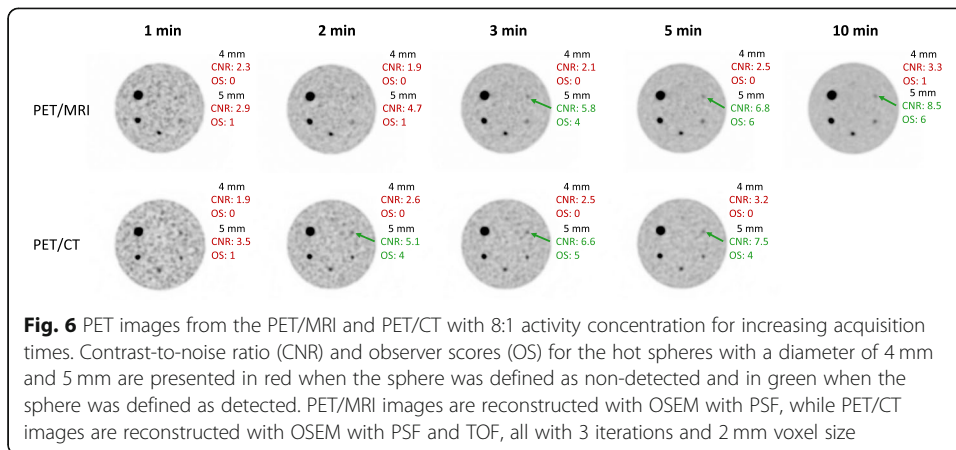 1 min 2 min 3 min 5 min 10 min
PET/MRI
4 mm
CNR: 2.3
OS: 0
5 mm
CNR: 2.9
OS: 1
4 mm
CNR: 1.9
OS: 0
5 mm
CNR: 4.7
OS: 1
4 mm
CNR: 2.1
OS: 0
5 mm
CNR: 5.8
OS: 4
4 mm
CNR: 2.5
OS: 0
5 mm
CNR: 6.8
OS: 6
4 mm
CNR: 3.3
OS: 1
5 mm
CNR: 8.5
OS: 6
PET/CT
4 mm
CNR: 1.9
OS: 0
5 mm
CNR: 3.5
OS: 1
4 mm
CNR: 2.6
OS: 0
5 mm
CNR: 5.1
OS: 4
4 mm
CNR: 2.5
OS: 0
5 mm
CNR: 6.6
OS: 5
4 mm
CNR: 3.2
OS: 0
5 mm
CNR: 7.5
OS: 4
Fig. 6 PET images from the PET/MRI and PET/CT with 8:1 activity concentration for increasing acquisition
times. Contrast-to-noise ratio (CNR) and observer scores (OS) for the hot spheres with a diameter of 4 mm
and 5 mm are presented in red when the sphere was defined as non-detected and in green when the
sphere was defined as detected. PET/MRI images are reconstructed with OSEM with PSF, while PET/CT
images are reconstructed with OSEM with PSF and TOF, all with 3 iterations and 2 mm voxel size